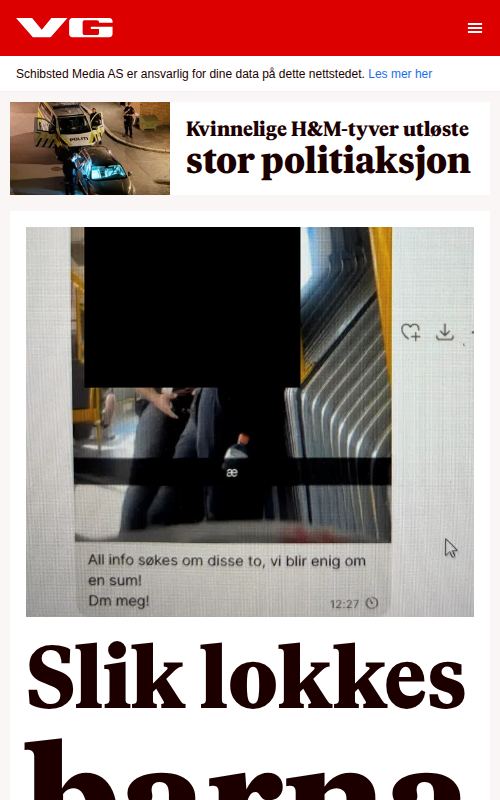 VG
Schibsted Media AS er ansvarlig for dine data på dette nettstedet. Les mer her
POLITI
Kvinnelige H&M-tyver utløste
stor politiaksjon
æ
All info søkes om disse to, vi blir enig om
en sum!
Dm meg!
12:27
Slik lokkes
barna